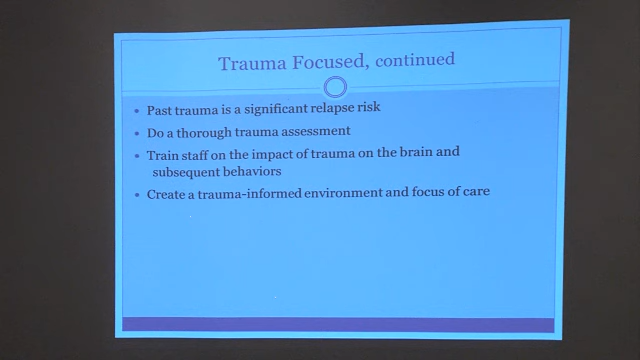 Trauma Focused, continued
• Past trauma is a significant relapse risk
• Do a thorough trauma assessment
• Train staff on the impact of trauma on the brain and
subsequent behaviors
• Create a trauma-informed environment and focus of care